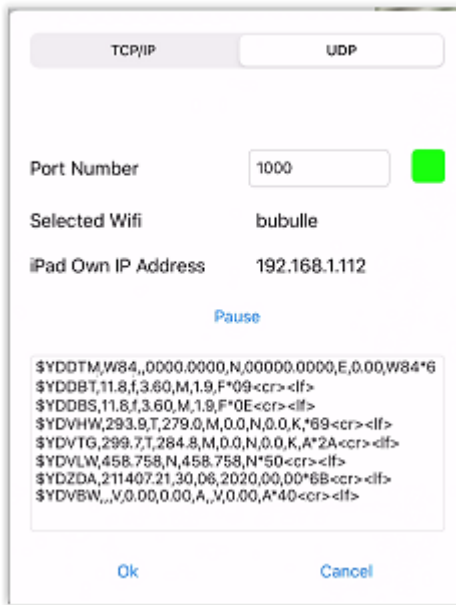 TCP/IP UDP
Port Number 1000
Selected Wifi bubulle
iPad Own IP Address 192.168.1.112
Pause
$YDDTM,W84,,0000.0000,N,00000.0000,E,0.00,W84*6
$YDDBT,11.8,f,3.60,M,1.9,F*09<cr><lf>
$YDDBS,11.8,f,3.60,M,1.9,F*0E<cr><lf>
$YDVHW,293.9,T,279.0,M,0.0,N,0.0,K,*69<cr><lf>
$YDVTG,299.7,T,284.8,M,0.0,N,0.0,K,A*2A<cr><lf>
$YDVLW,458.758,N,458.758,N*50<cr><lf>
$YDZDA,211407.21,30,06,2020,00,00*6B<cr><lf>
$YDVBW,,,V,0.00,0.00,A,,V,0.00,A*40<cr><lf>
Ok Cancel